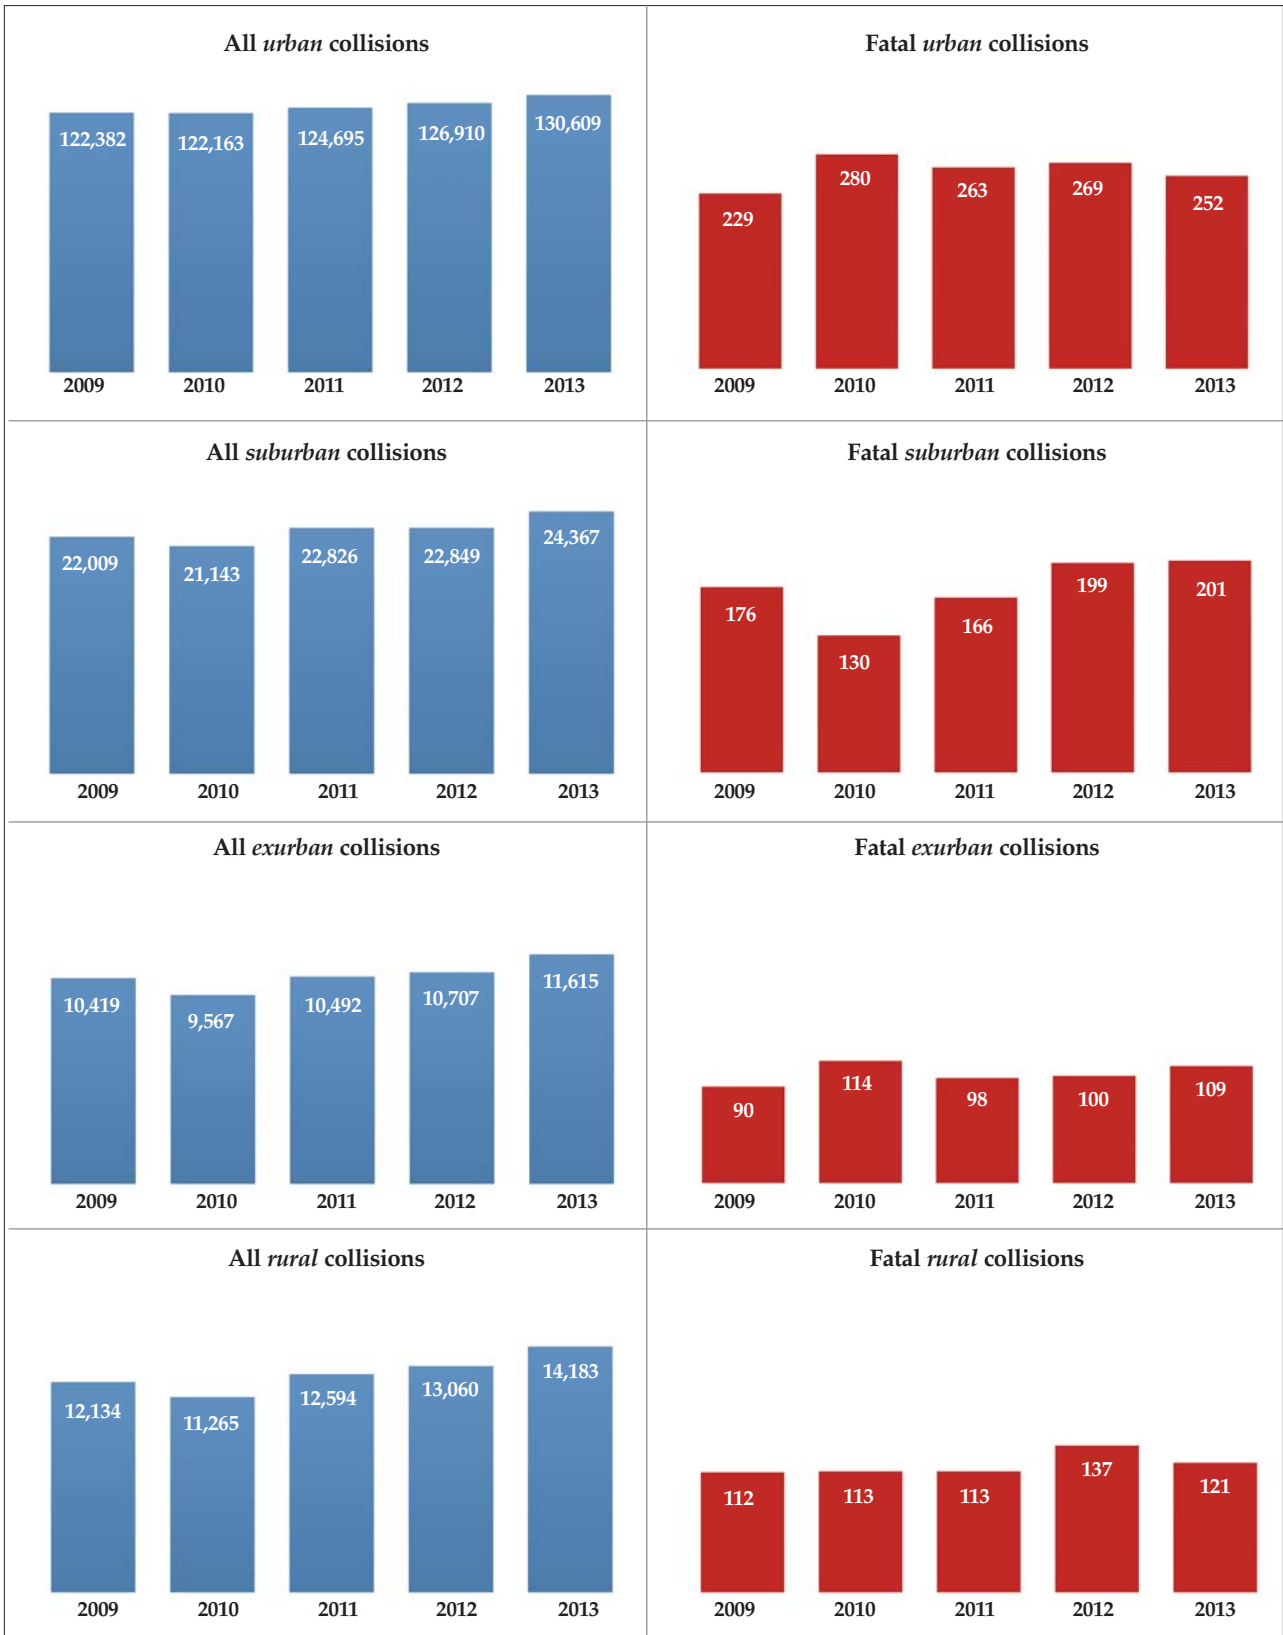 All urban collisions
122,382
122,163
124,695
126,910
130,609
2009 2010 2011 2012 2013
Fatal urban collisions
229
280
263
269
252
2009 2010 2011 2012 2013
All suburban collisions
22,009
21,143
22,826
22,849
24,367
2009 2010 2011 2012 2013
Fatal suburban collisions
176
130
166
199
201
2009 2010 2011 2012 2013
All exurban collisions
10,419
9,567
10,492
10,707
11,615
2009 2010 2011 2012 2013
Fatal exurban collisions
90
114
98
100
109
2009 2010 2011 2012 2013
All rural collisions
12,134
11,265
12,594
13,060
14,183
2009 2010 2011 2012 2013
Fatal rural collisions
112
113
113
137
121
2009 2010 2011 2012 2013